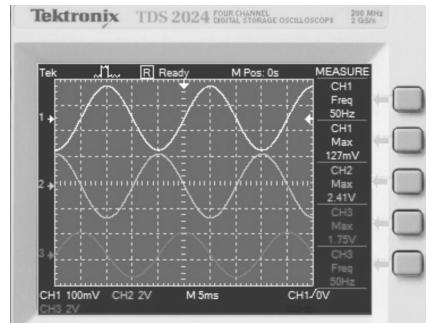 Tektronix TDS 2024 FOUR CHANNEL DIGITAL STORAGE OSCILLOSCOPE 200 MHz 2 GS/s
Tek R Ready M Pos: 0s MEASURE
CH1
Freq
50Hz
CH1
Max
127mV
CH2
Max
2.41V
CH3
Max
1.75V
CH3
Freq
50Hz
1
2
3
CH1 100mV CH2 2V M 5ms CH1 / 0V
CH3 2V